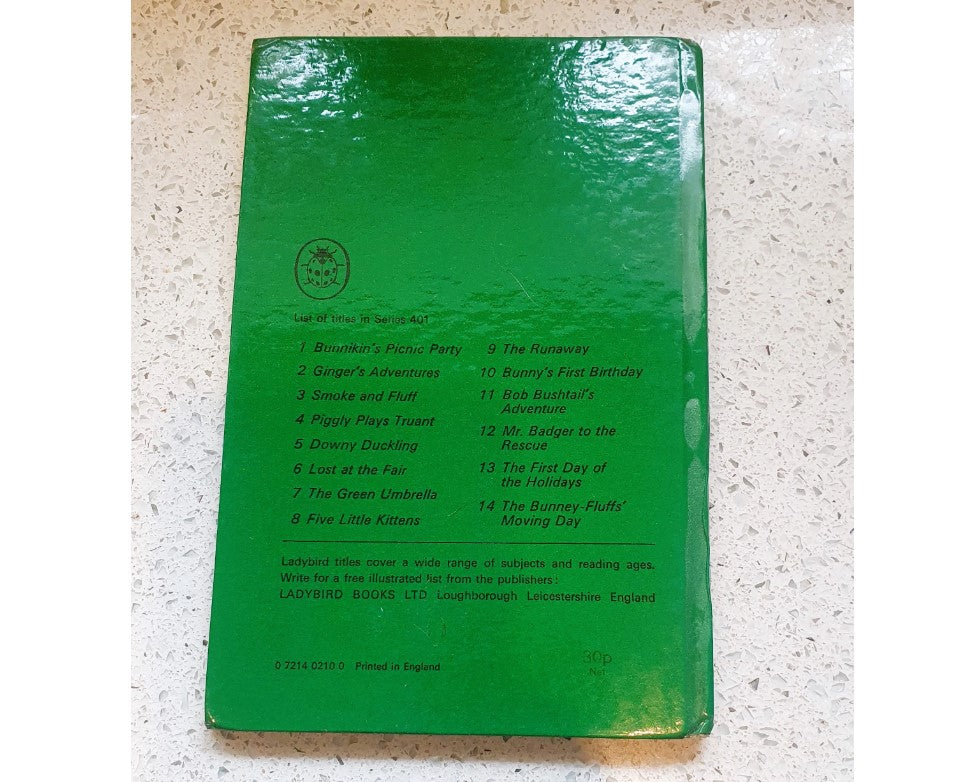 List of titles in Series 401
1 Bunnikin's Picnic Party
2 Ginger's Adventures
3 Smoke and Fluff
4 Piggly Plays Truant
5 Downy Duckling
6 Lost at the Fair
7 The Green Umbrella
8 Five Little Kittens
9 The Runaway
10 Bunny's First Birthday
11 Bob Bushtail's
Adventure
12 Mr. Badger to the
Rescue
13 The First Day of
the Holidays
14 The Bunney-Fluffs'
Moving Day
Ladybird titles cover a wide range of subjects and reading ages.
Write for a free illustrated list from the publishers:
LADYBIRD BOOKS LTD Loughborough Leicestershire England
0 7214 0210 0 Printed in England
30p
Net